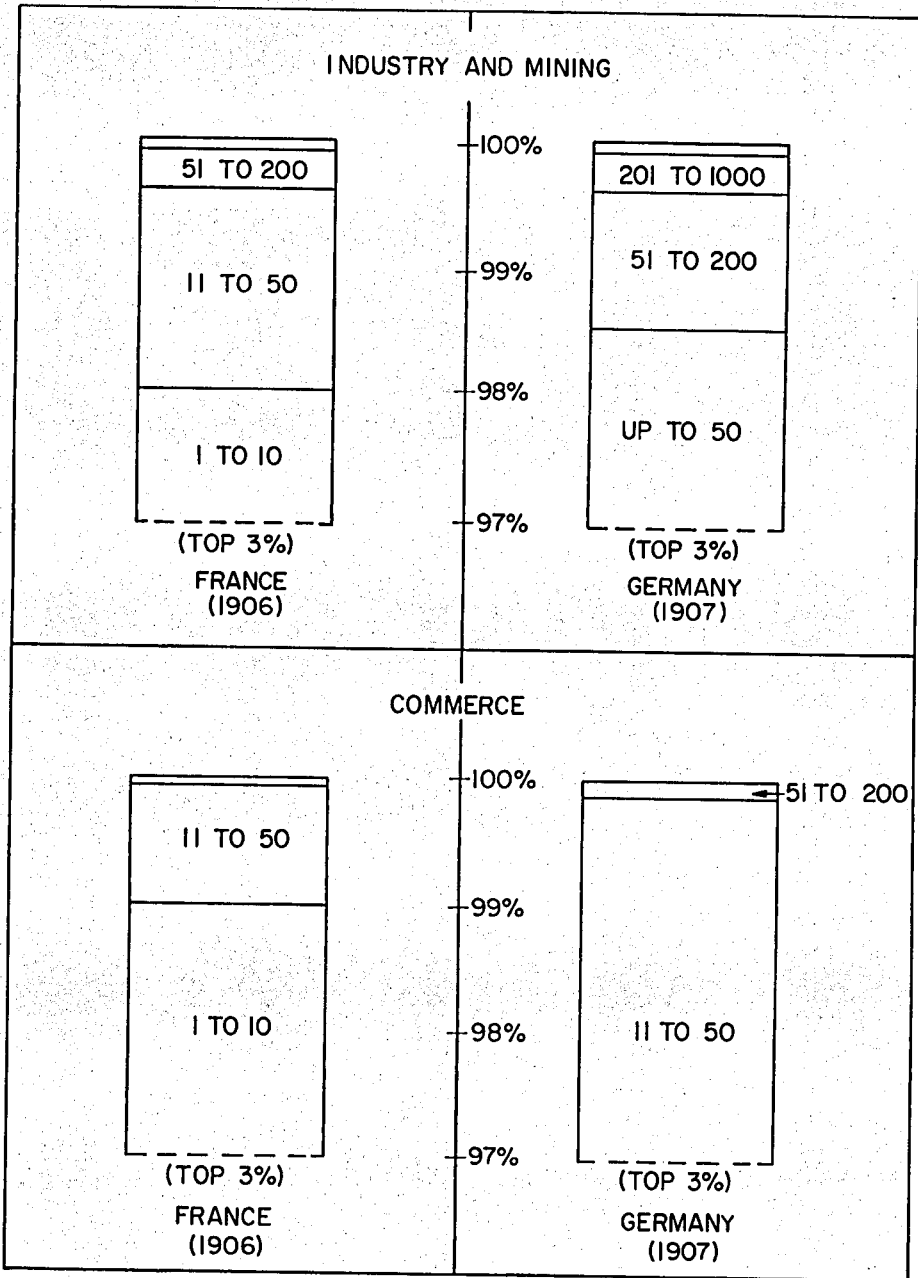 INDUSTRY AND MINING
100%
99%
98%
97%
51 TO 200
11 TO 50
1 TO 10
(TOP 3%)
FRANCE
(1906)
201 TO 1000
51 TO 200
UP TO 50
(TOP 3%)
GERMANY
(1907)
COMMERCE
100%
99%
98%
97%
11 TO 50
1 TO 10
(TOP 3%)
FRANCE
(1906)
51 TO 200
11 TO 50
(TOP 3%)
GERMANY
(1907)